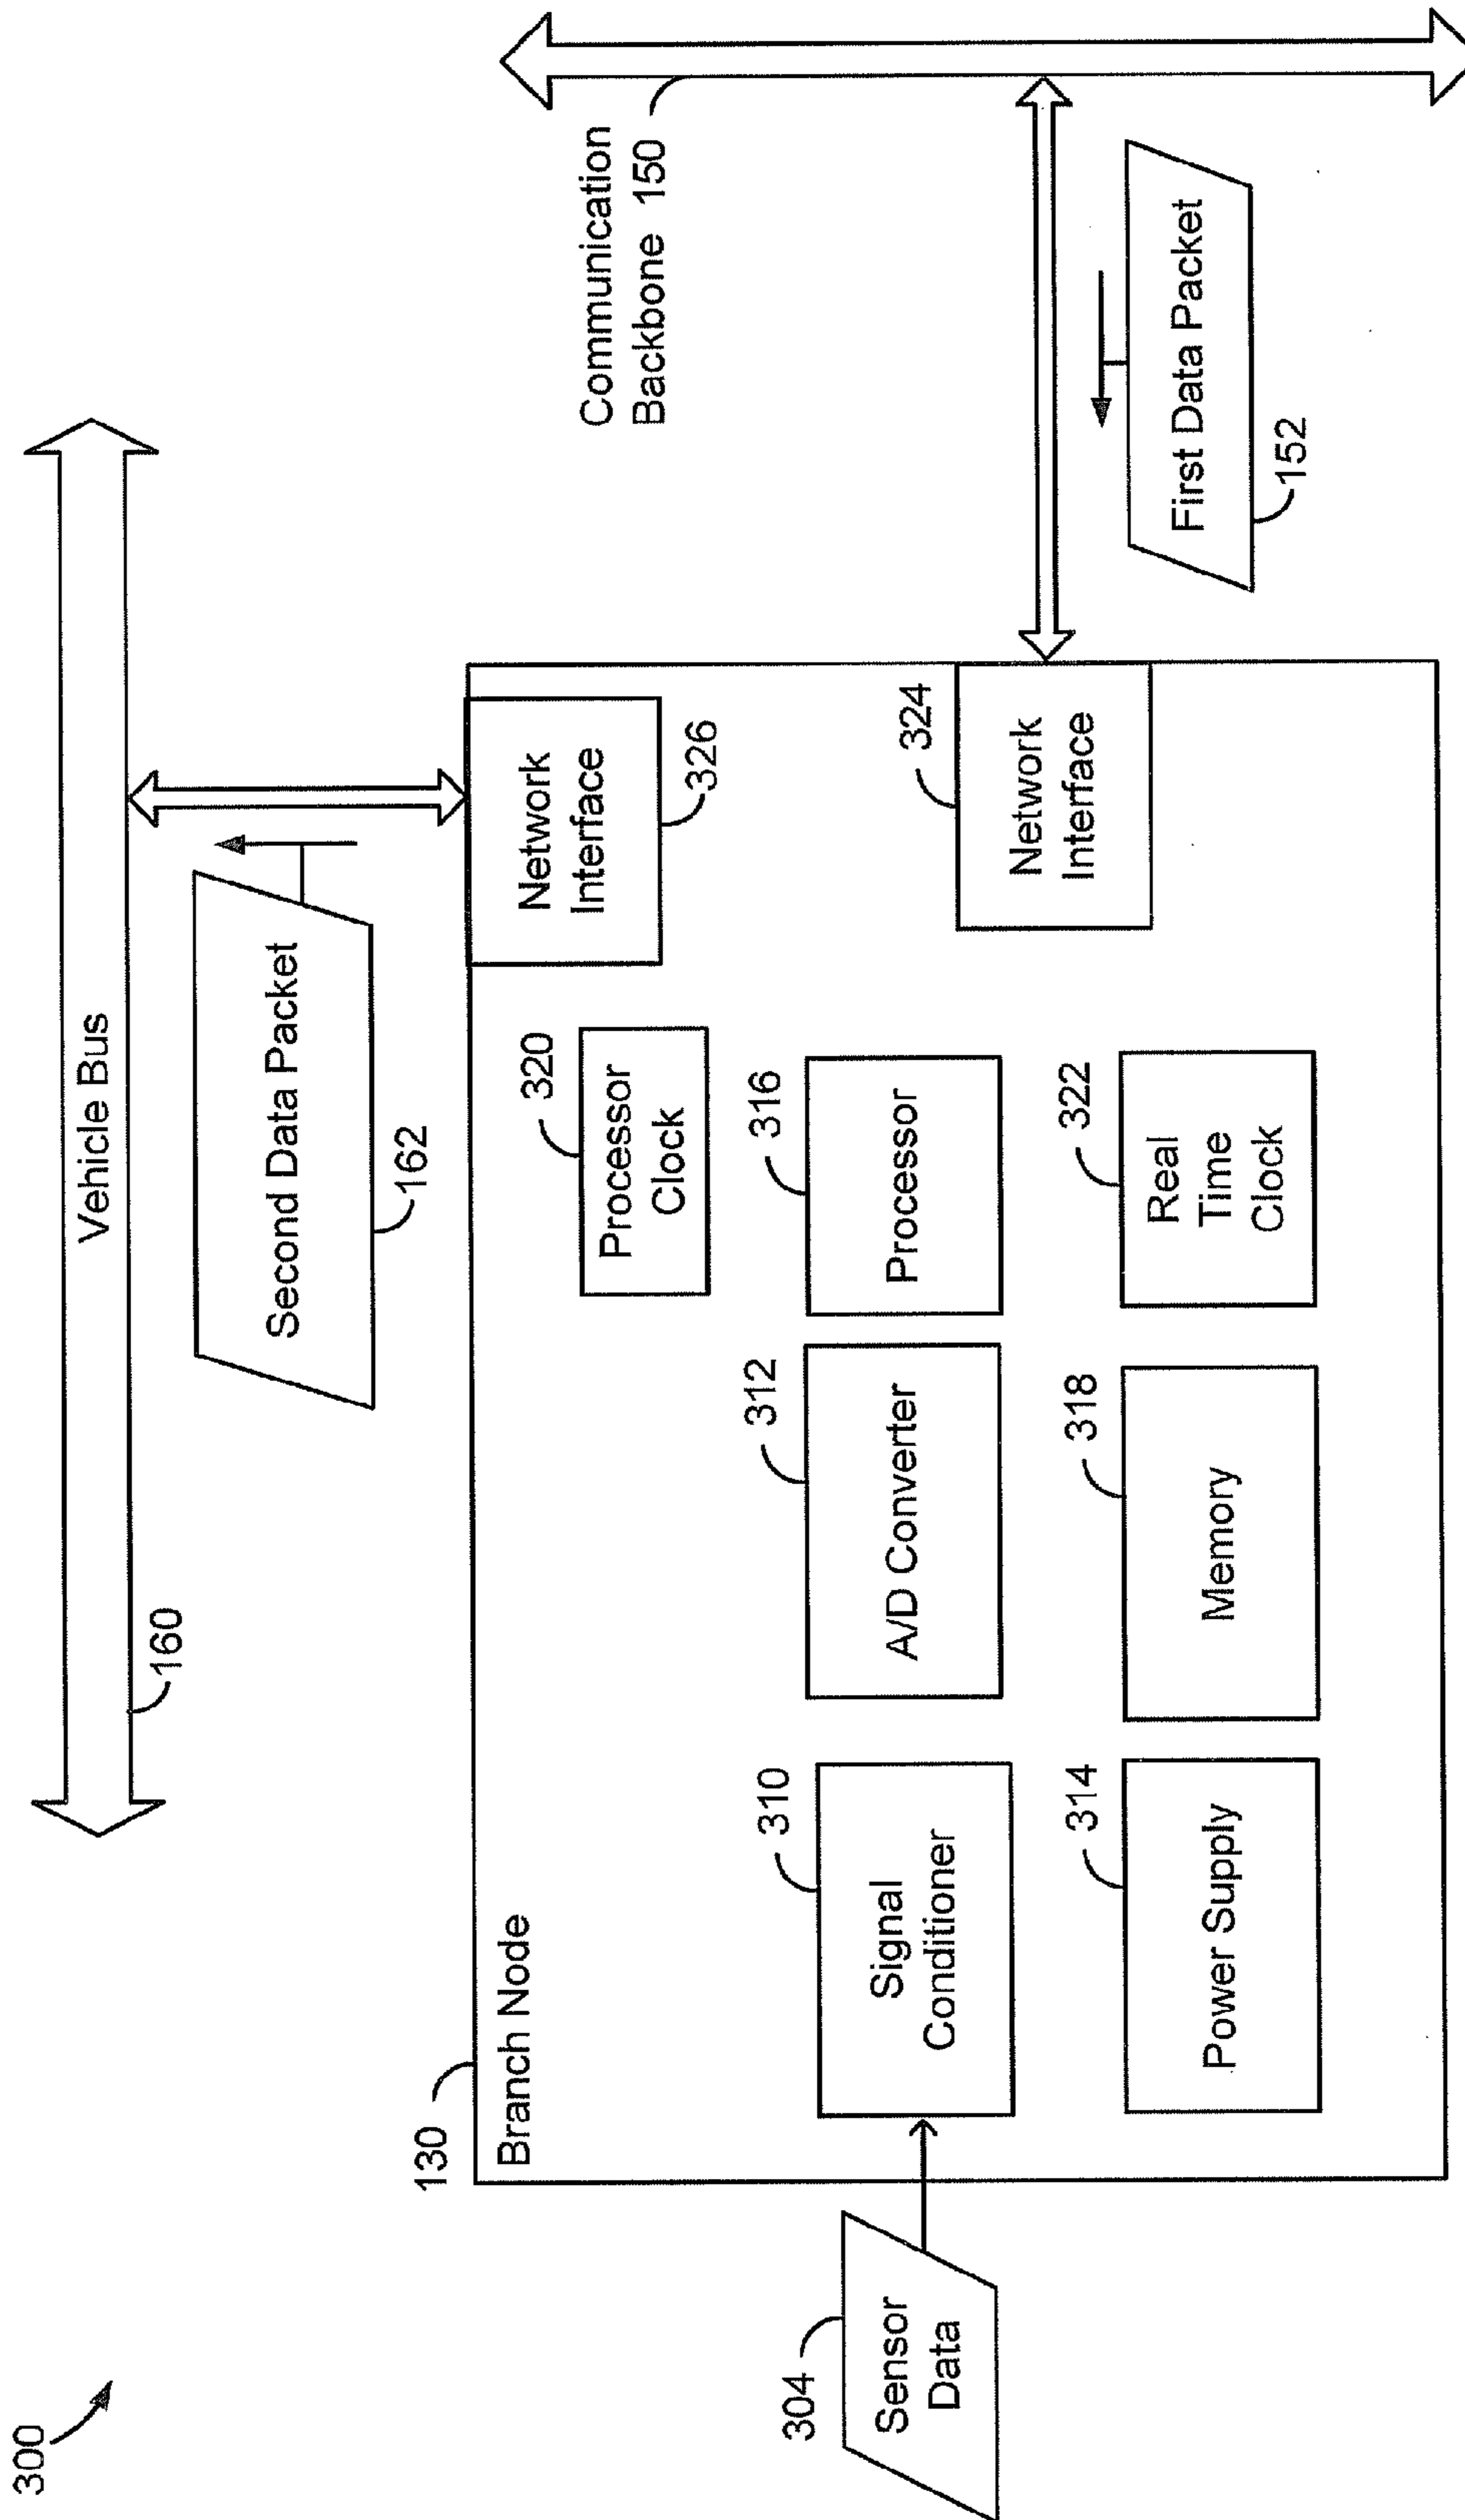 300
Vehicle Bus
160
Second Data Packet
162
Communication
Backbone 150
130
Branch Node
Network
Interface
326
320
Processor
Clock
310
Signal
Conditioner
312
A/D Converter
316
Processor
324
Network
Interface
304
Sensor
Data
314
Power Supply
318
Memory
322
Real
Time
Clock
First Data Packet
152